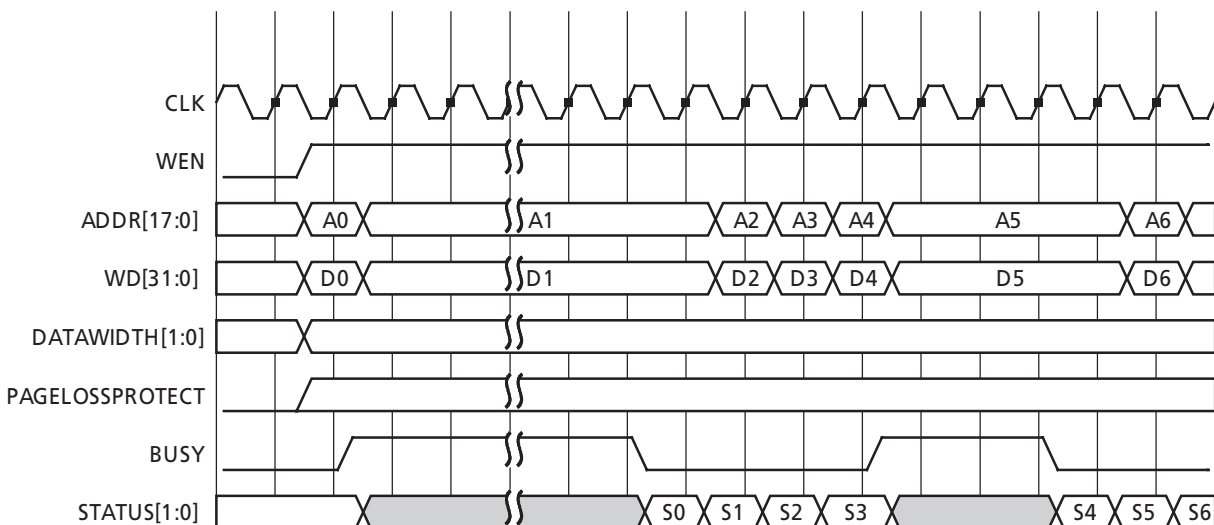 CLK
WEN
ADDR[17:0] A0 A1 A2 A3 A4 A5 A6
WD[31:0] D0 D1 D2 D3 D4 D5 D6
DATAWIDTH[1:0]
PAGELOSSPROTECT
BUSY
STATUS[1:0] S0 S1 S2 S3 S4 S5 S6